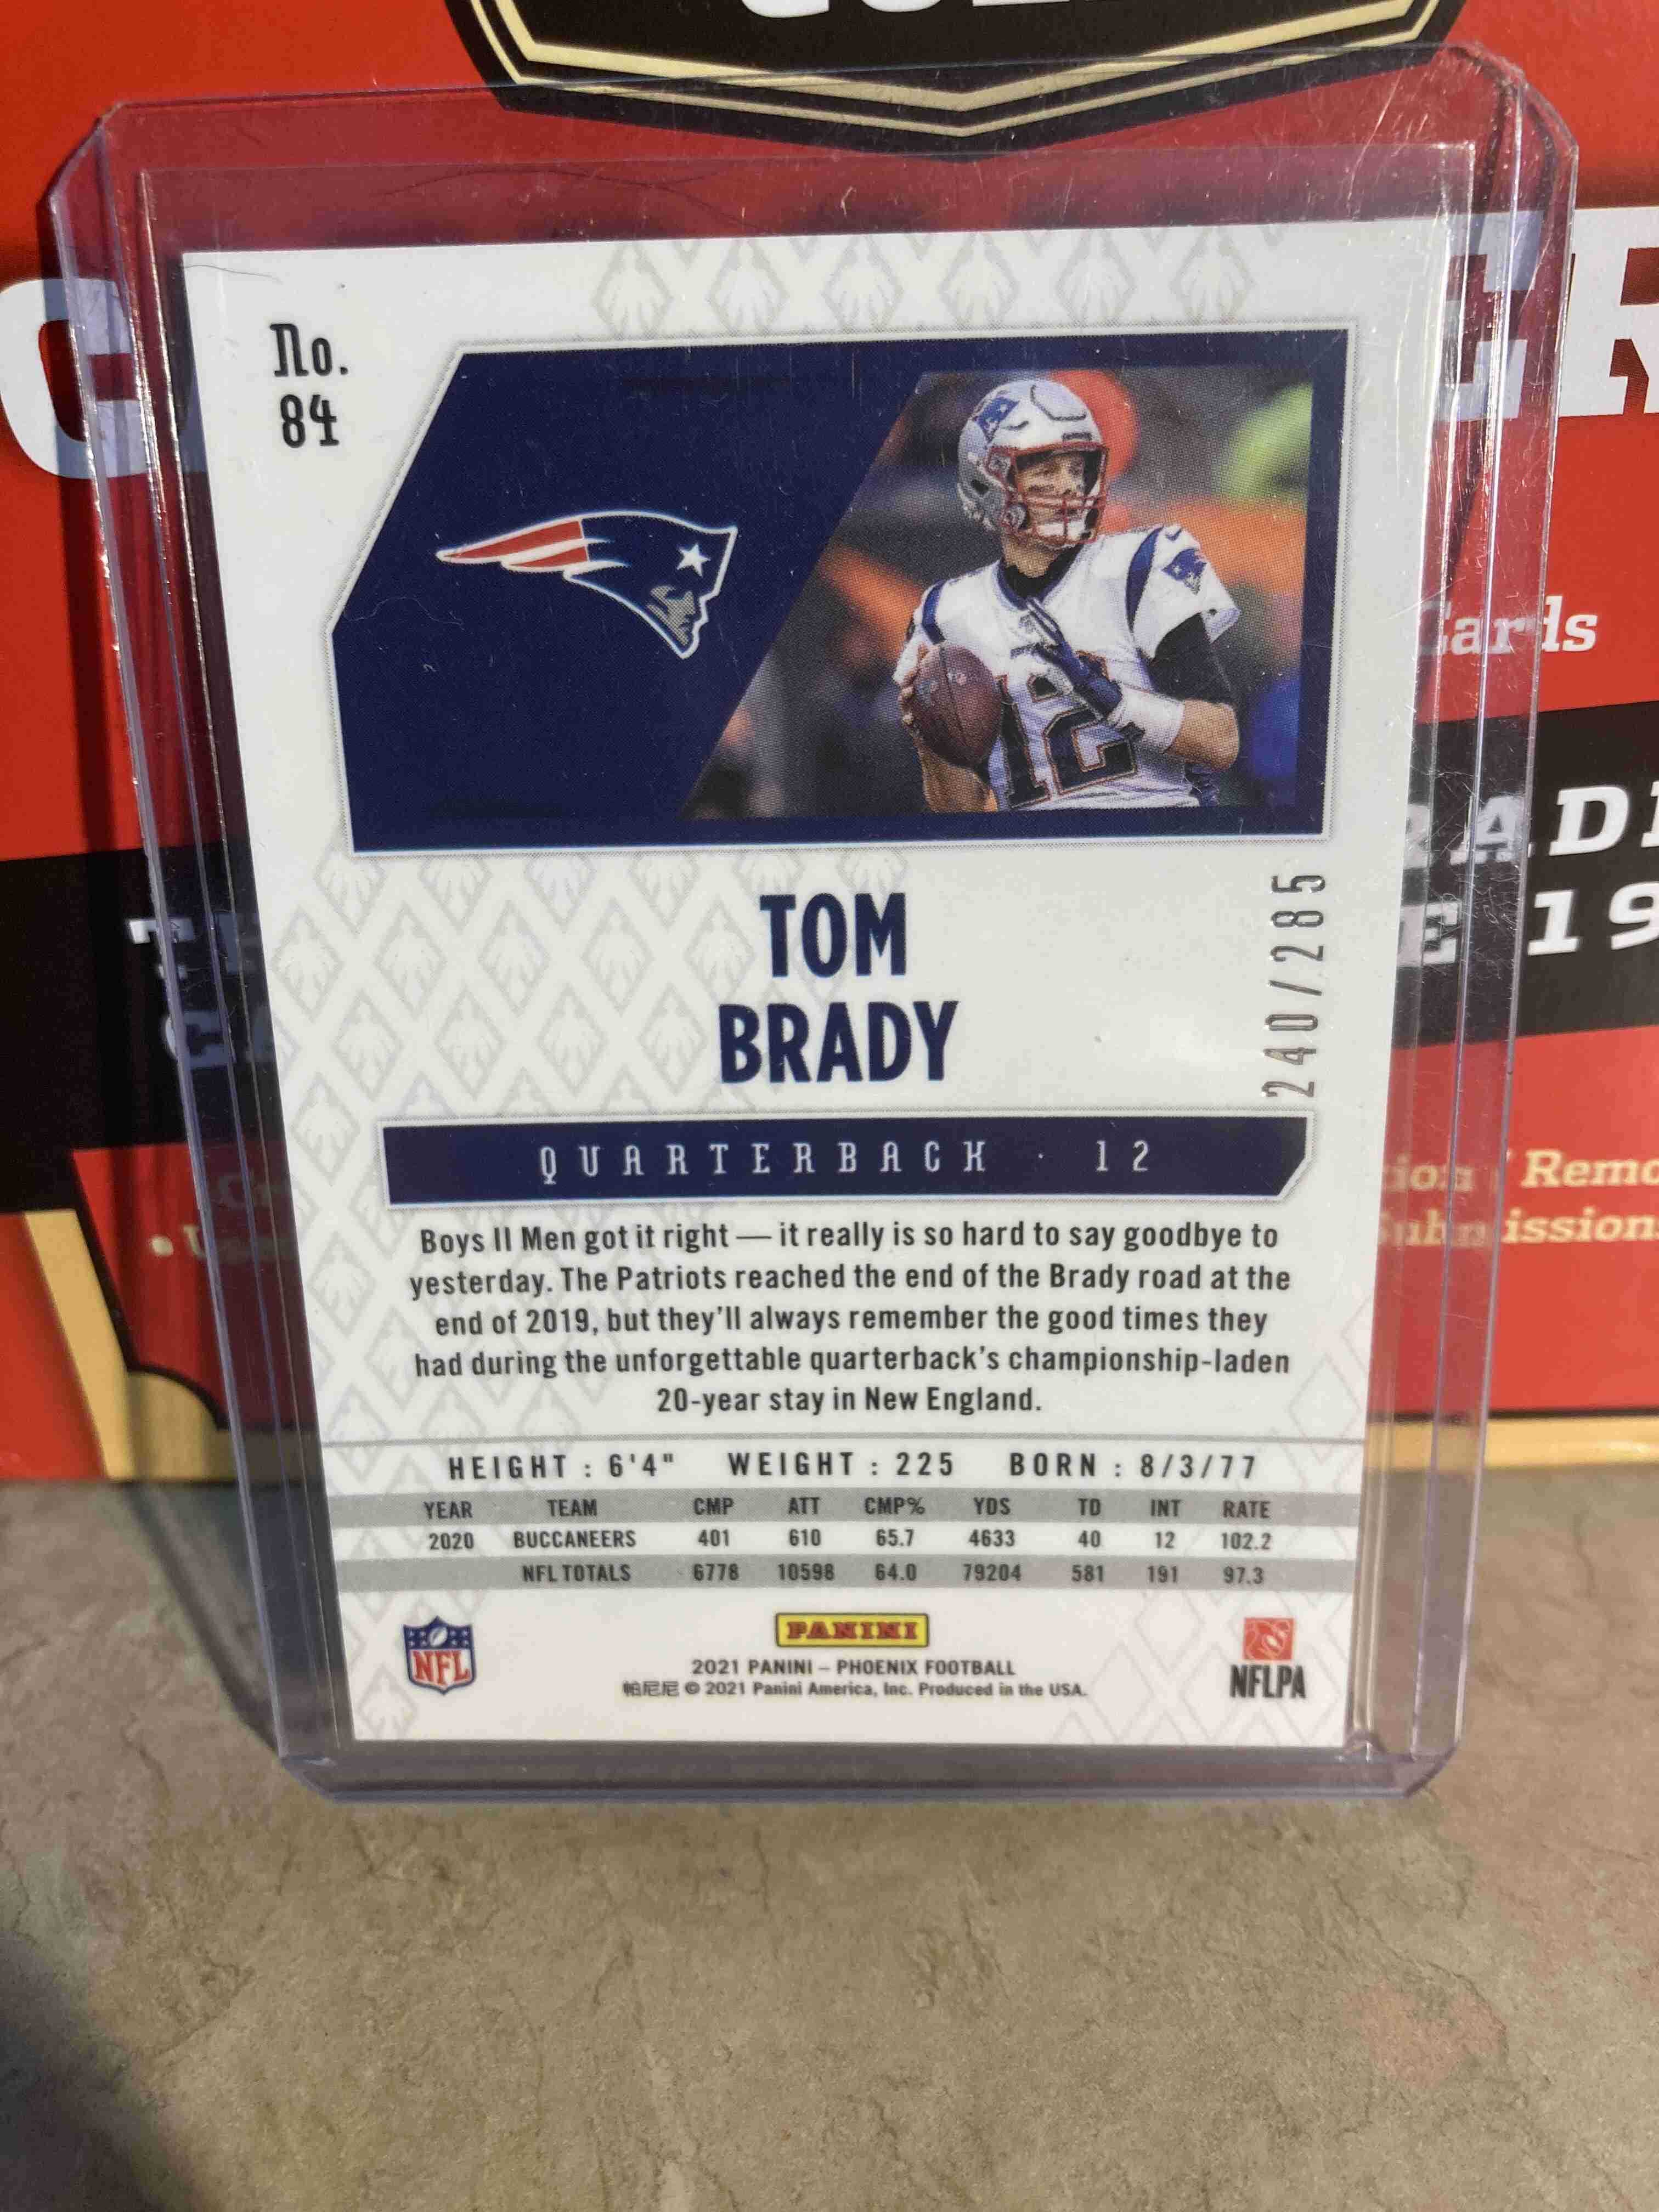 No.
84
12
TOM
BRADY
240/285
QUARTERBACK · 12
Boys II Men got it right — it really is so hard to say goodbye to
yesterday. The Patriots reached the end of the Brady road at the
end of 2019, but they'll always remember the good times they
had during the unforgettable quarterback's championship-laden
20-year stay in New England.
HEIGHT : 6'4" WEIGHT : 225 BORN : 8/3/77
YEAR TEAM CMP ATT CMP% YDS TD INT RATE
2020 BUCCANEERS 401 610 65.7 4633 40 12 102.2
NFL TOTALS 6778 10598 64.0 79204 581 191 97.3
NFL
PANINI
NFLPA
2021 PANINI – PHOENIX FOOTBALL
帕尼尼 © 2021 Panini America, Inc. Produced in the USA.
Cards
19